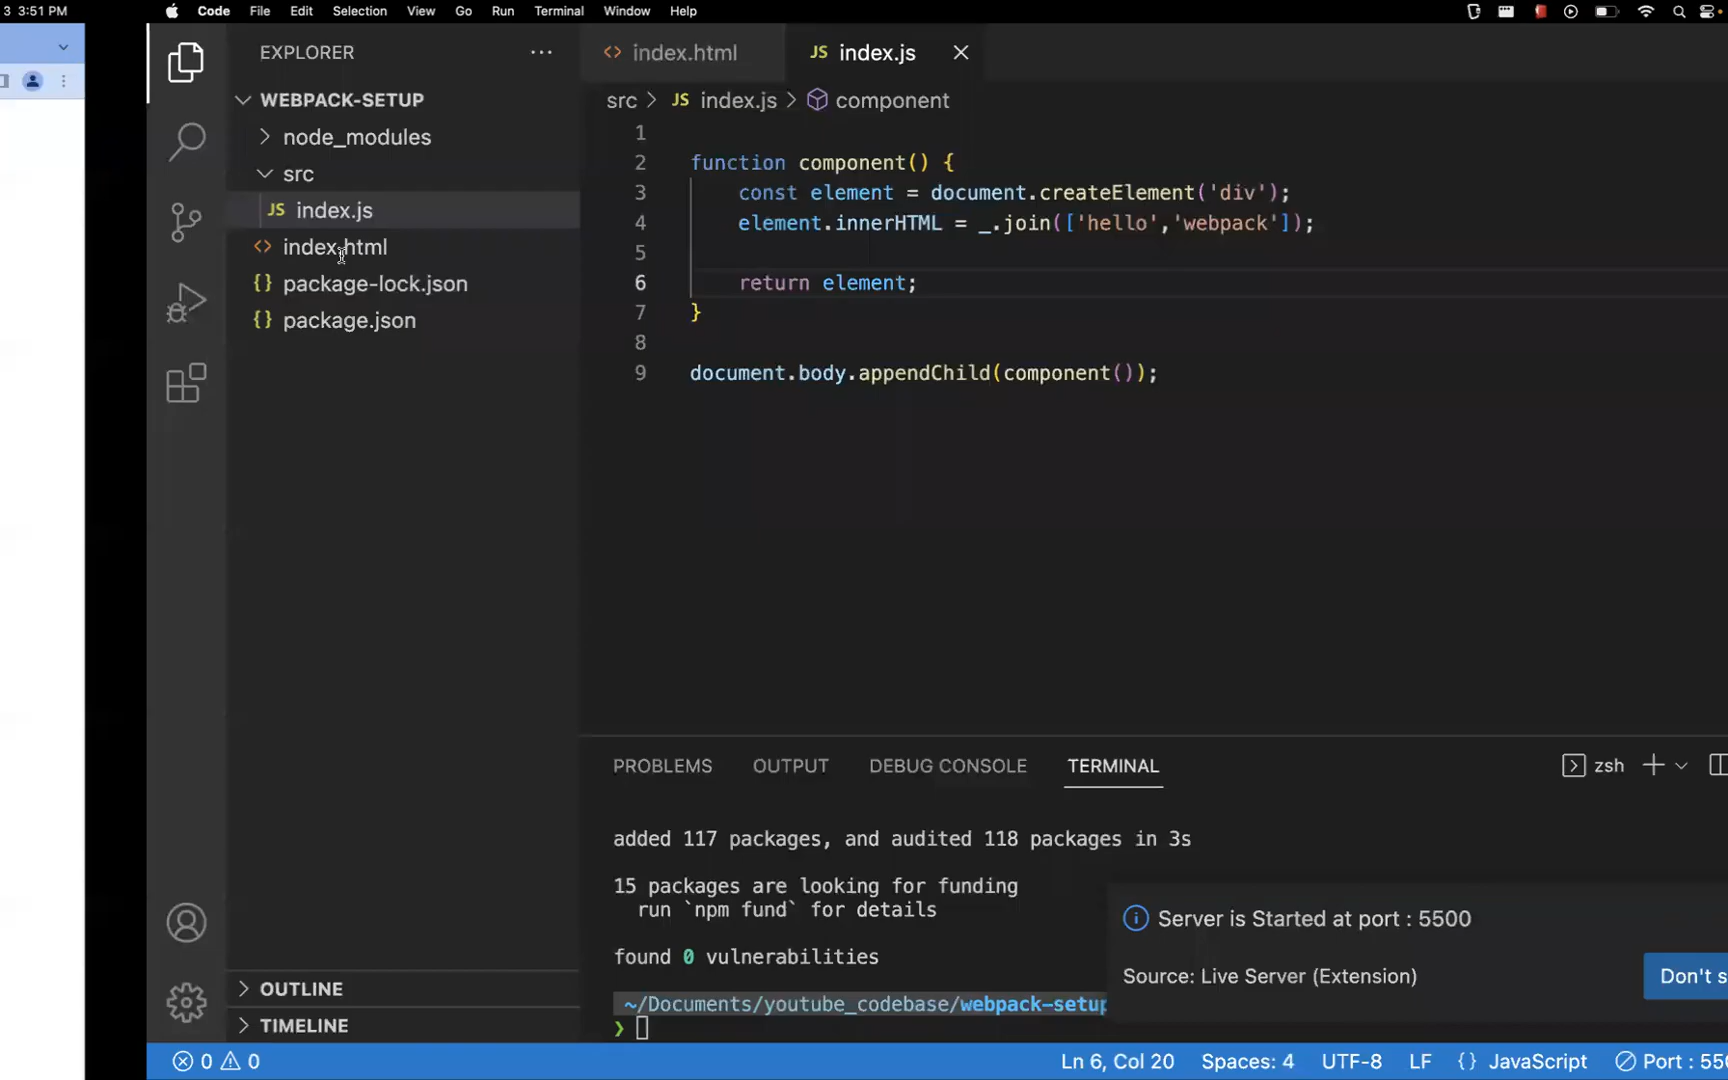 3 3:51 PM
Code File Edit Selection View Go Run Terminal Window Help
EXPLORER
WEBPACK-SETUP
node_modules
src
JS index.js
<> index.html
{} package-lock.json
{} package.json
OUTLINE
TIMELINE
<> index.html JS index.js
src > JS index.js > component
1
2 function component() {
3 const element = document.createElement('div');
4 element.innerHTML = _.join(['hello','webpack']);
5
6 return element;
7 }
8
9 document.body.appendChild(component());
PROBLEMS OUTPUT DEBUG CONSOLE TERMINAL
zsh
added 117 packages, and audited 118 packages in 3s
15 packages are looking for funding
run `npm fund` for details
found 0 vulnerabilities
~/Documents/youtube_codebase/webpack-setup
❯
Server is Started at port : 5500
Source: Live Server (Extension)
Don't s
0 0 Ln 6, Col 20 Spaces: 4 UTF-8 LF {} JavaScript Port : 550